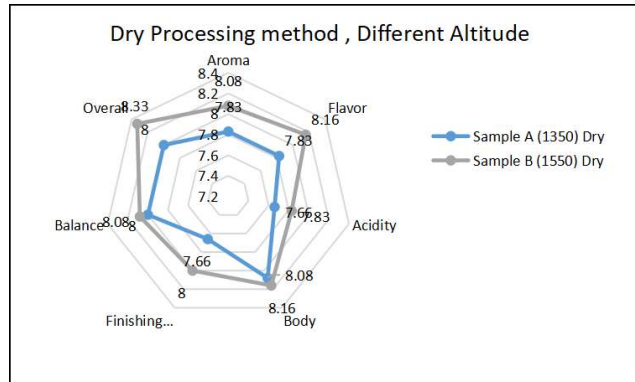 Dry Processing method , Different Altitude
Aroma
8.4
8.08
8.2
7.83
8
7.8
7.6
7.4
7.2
8.33
Overall
8
8.16
Flavor
7.83
Sample A (1350) Dry
Sample B (1550) Dry
7.66
7.83
Acidity
8.08
8
Balance
7.66
8.08
8
8.16
Finishing...
Body